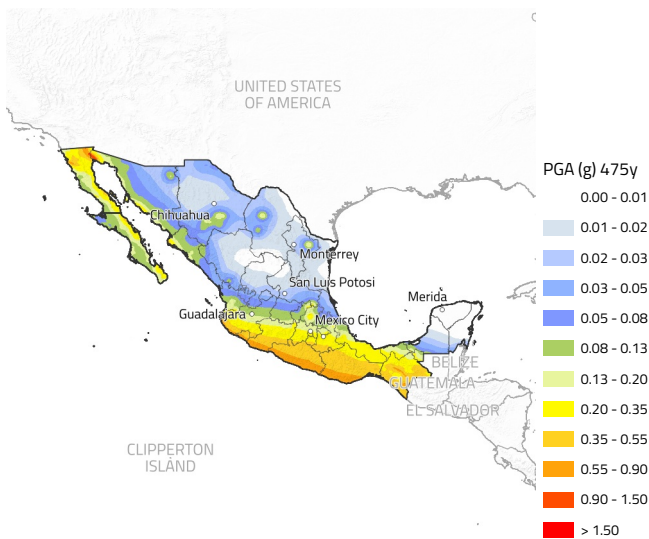 UNITED STATES
OF AMERICA
PGA (g) 475y
0.00 - 0.01
Chihuahua
0.01 - 0.02
Monterrey
0.02 - 0.03
San Luis Potosi
0.03 - 0.05
Merida
Guadalajara
Mexico City
0.05 - 0.08
0.08 - 0.13
BELIZE
0.13 - 0.20
GUATEMALA
EL SALVADOR
0.20 - 0.35
0.35 - 0.55
CLIPPERTON
ISLAND
0.55 - 0.90
0.90 - 1.50
> 1.50